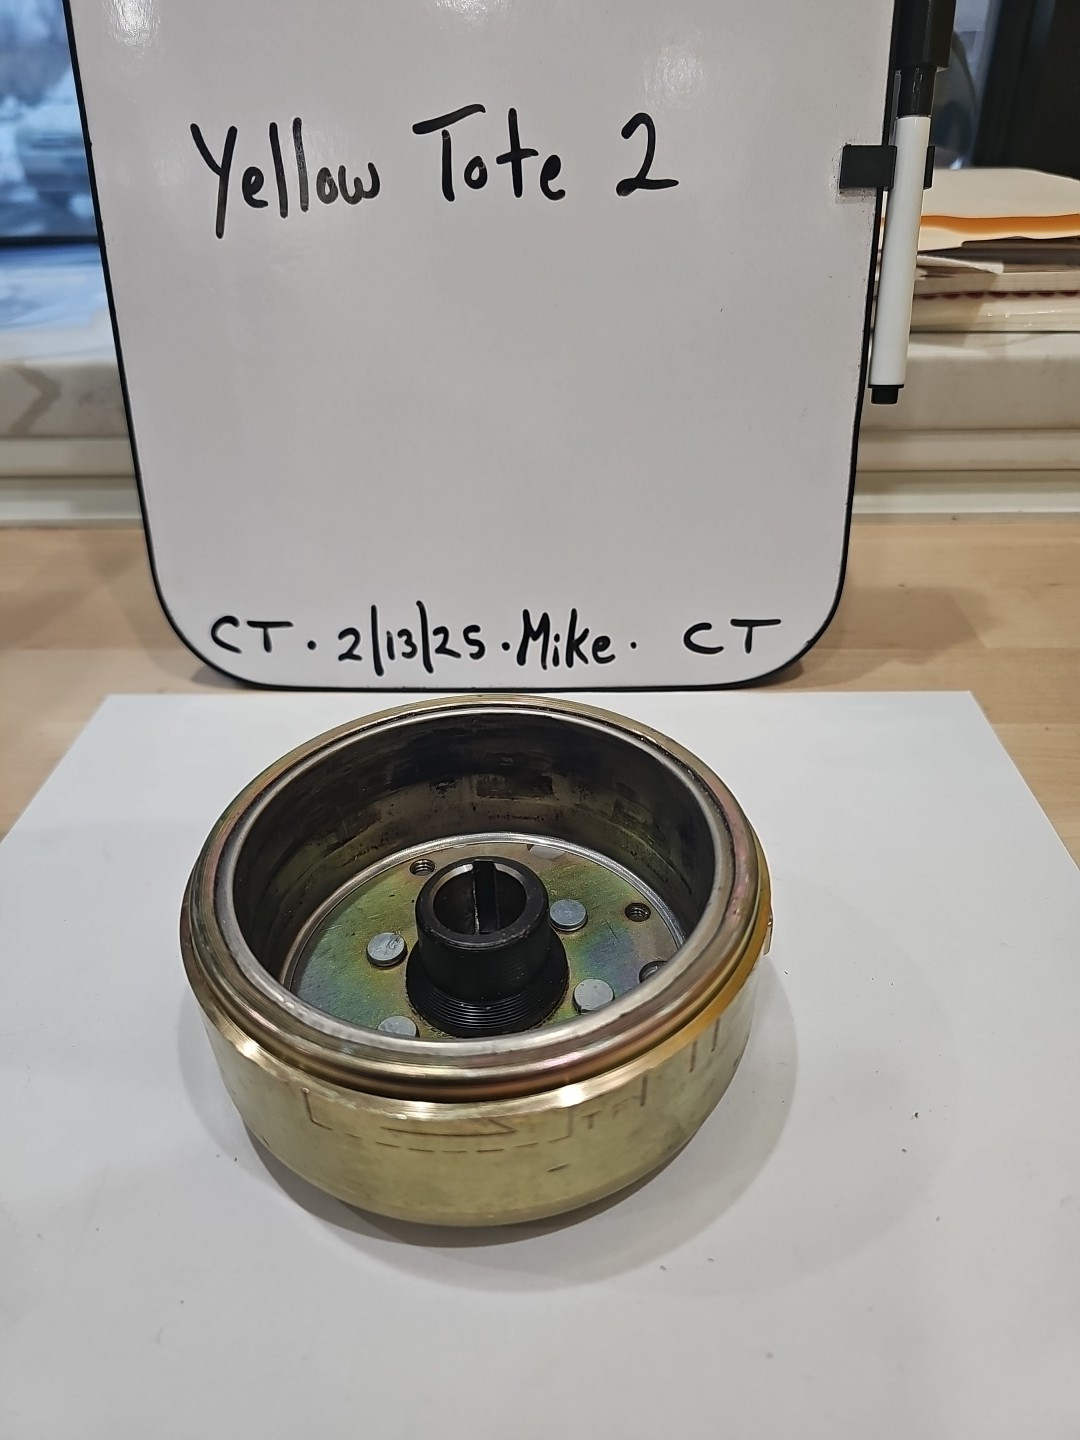 Yellow Tote 2
CT · 2/13/25 · Mike · CT